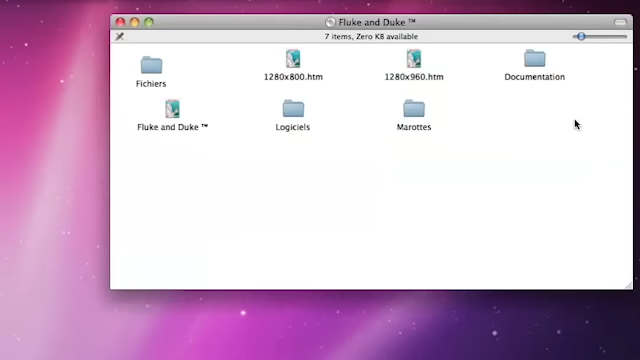 Fluke and Duke ™
7 items, Zero KB available
Fichiers
1280x800.htm
1280x960.htm
Documentation
Fluke and Duke ™
Logiciels
Marottes